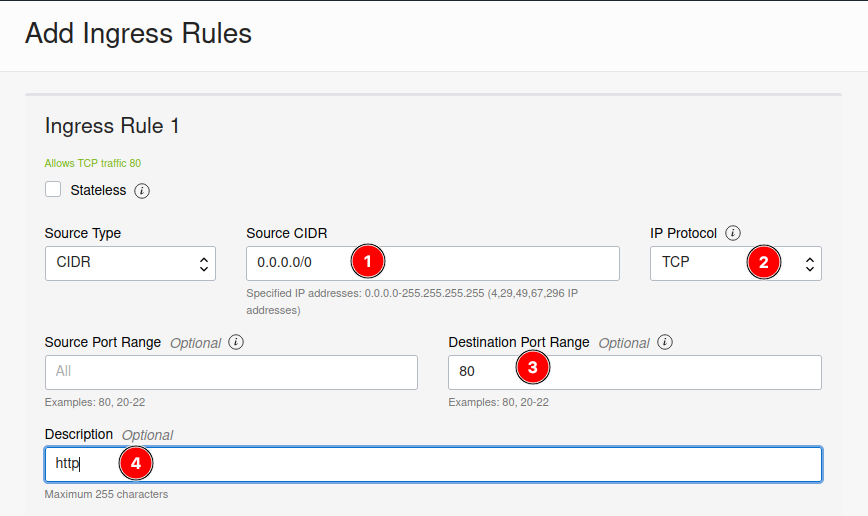 Add Ingress Rules
Ingress Rule 1
Allows TCP traffic 80
Stateless i
Source Type Source CIDR IP Protocol i
CIDR 0.0.0.0/0 1 TCP 2
Specified IP addresses: 0.0.0.0-255.255.255.255 (4,29,49,67,296 IP
addresses)
Source Port Range Optional i Destination Port Range Optional i
All 80 3
Examples: 80, 20-22 Examples: 80, 20-22
Description Optional
http 4
Maximum 255 characters